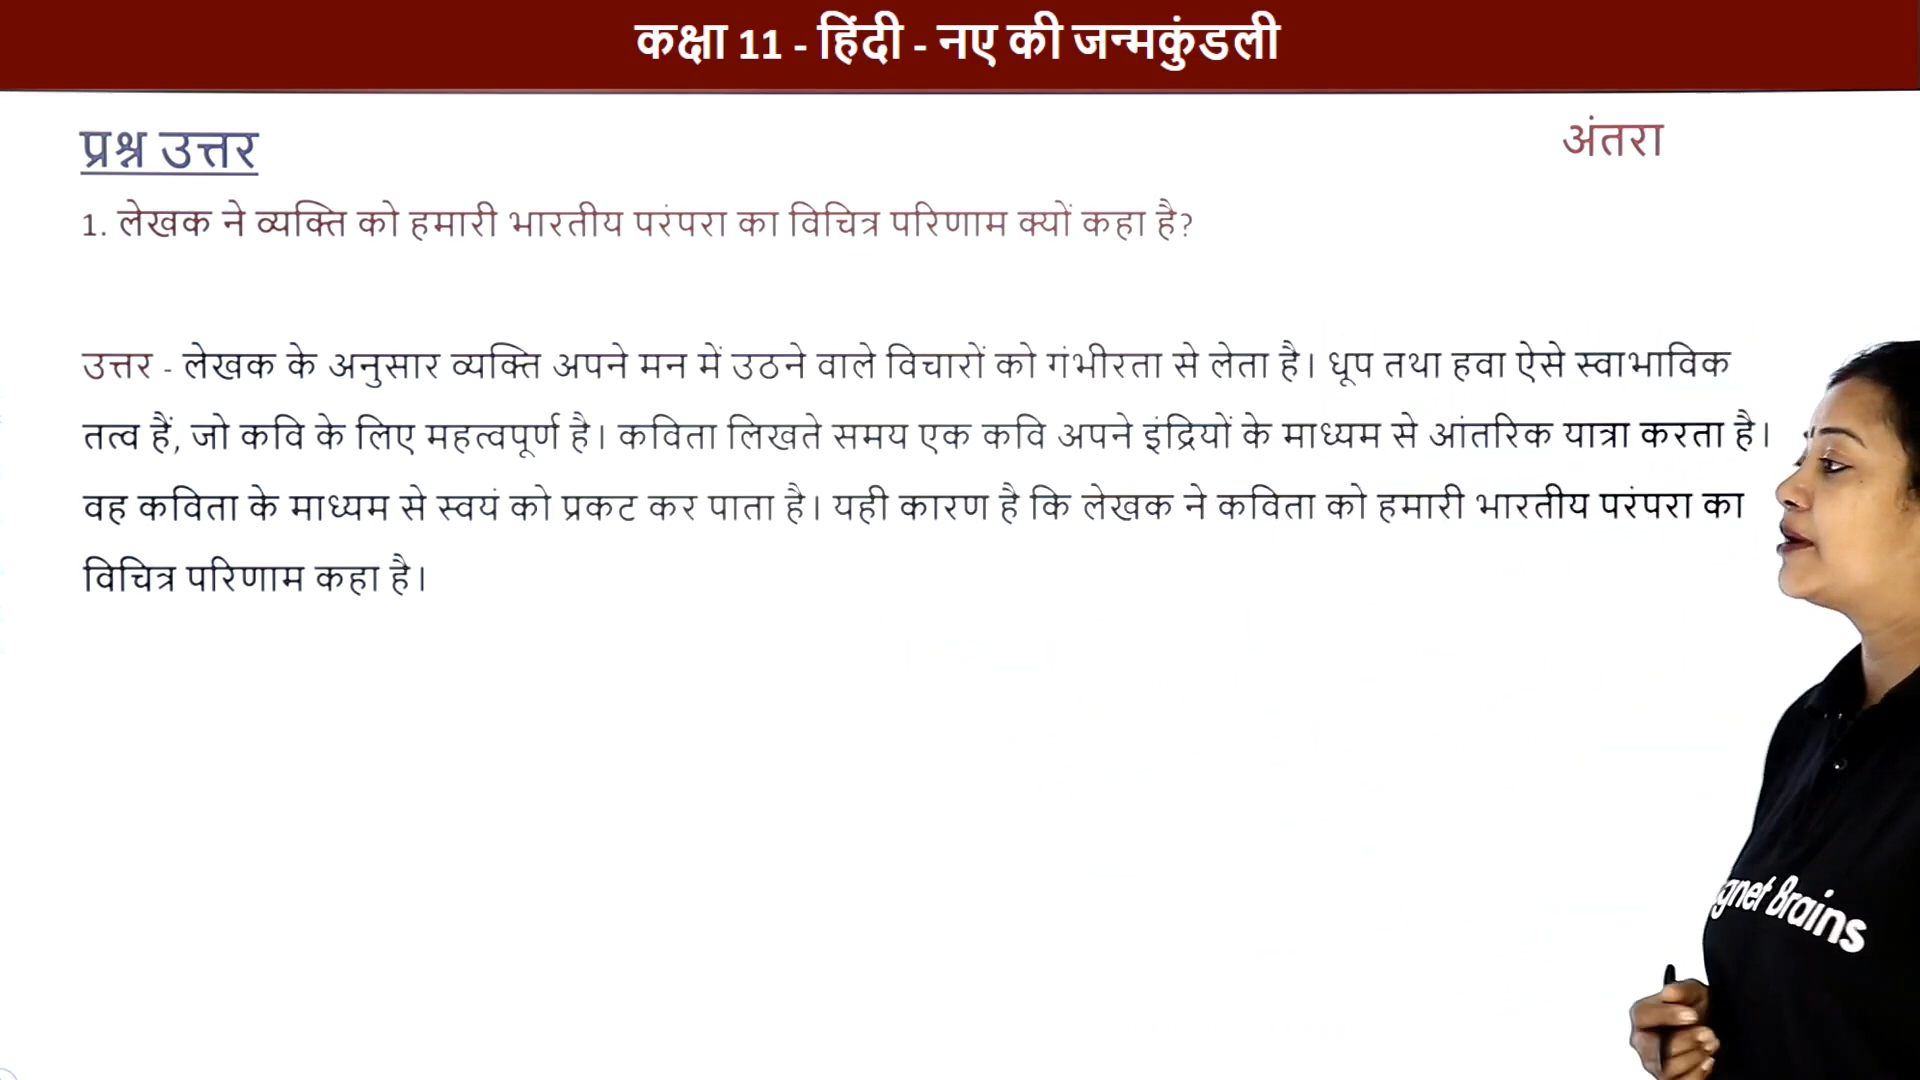 कक्षा 11 - हिंदी - नए की जन्मकुंडली
प्रश्न उत्तर
अंतरा
1. लेखक ने व्यक्ति को हमारी भारतीय परंपरा का विचित्र परिणाम क्यों कहा है?
उत्तर - लेखक के अनुसार व्यक्ति अपने मन में उठने वाले विचारों को गंभीरता से लेता है। धूप तथा हवा ऐसे स्वाभाविक
तत्व हैं, जो कवि के लिए महत्वपूर्ण है। कविता लिखते समय एक कवि अपने इंद्रियों के माध्यम से आंतरिक यात्रा करता है।
वह कविता के माध्यम से स्वयं को प्रकट कर पाता है। यही कारण है कि लेखक ने कविता को हमारी भारतीय परंपरा का
विचित्र परिणाम कहा है।
gnet Brains